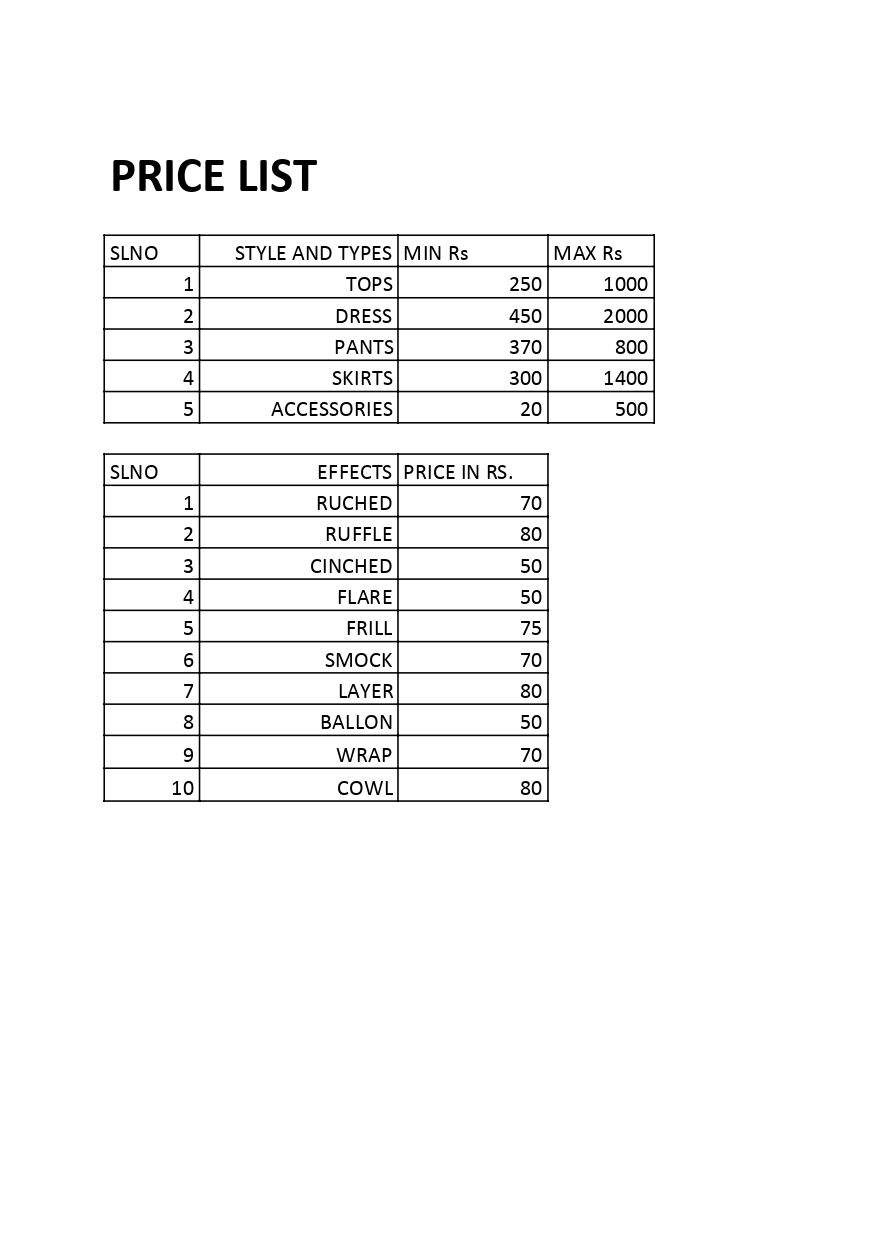 PRICE LIST
SLNO STYLE AND TYPES MIN Rs MAX Rs
1 TOPS 250 1000
2 DRESS 450 2000
3 PANTS 370 800
4 SKIRTS 300 1400
5 ACCESSORIES 20 500
SLNO EFFECTS PRICE IN RS.
1 RUCHED 70
2 RUFFLE 80
3 CINCHED 50
4 FLARE 50
5 FRILL 75
6 SMOCK 70
7 LAYER 80
8 BALLON 50
9 WRAP 70
10 COWL 80